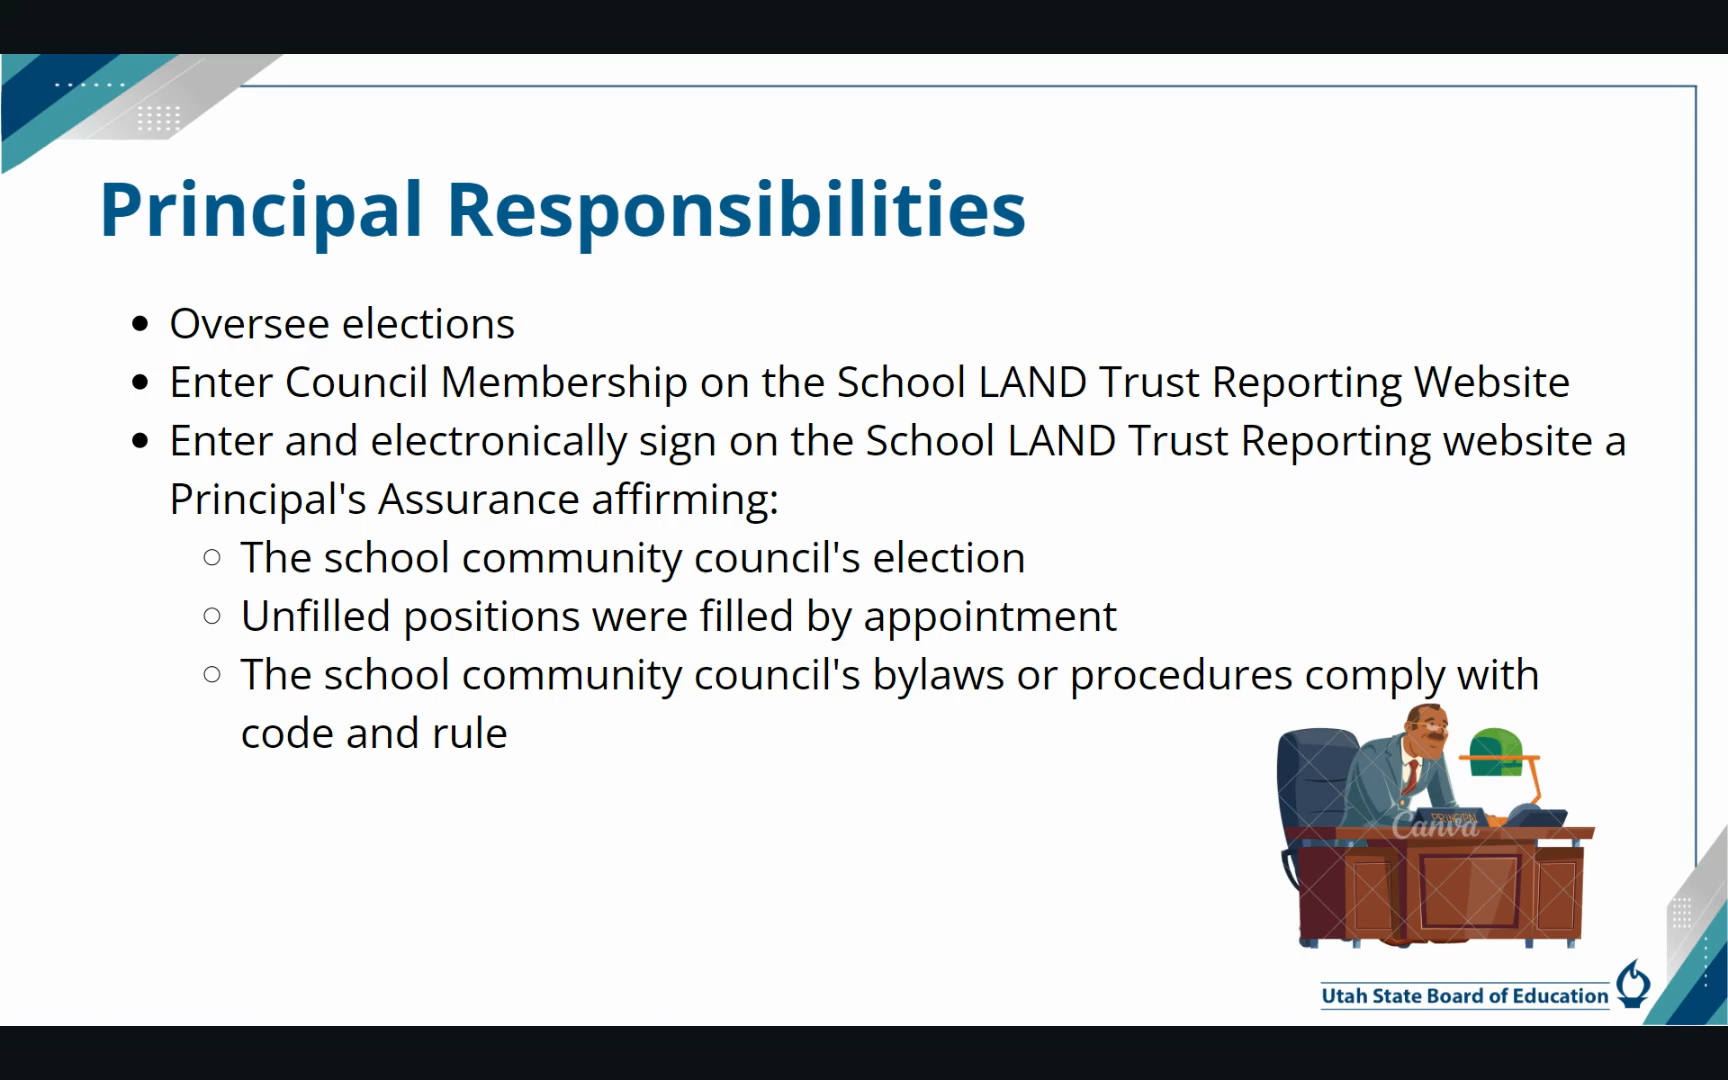 Principal Responsibilities
• Oversee elections
• Enter Council Membership on the School LAND Trust Reporting Website
• Enter and electronically sign on the School LAND Trust Reporting website a
Principal's Assurance affirming:
○ The school community council's election
○ Unfilled positions were filled by appointment
○ The school community council's bylaws or procedures comply with
code and rule
PRINCIPAL
Canva
Utah State Board of Education